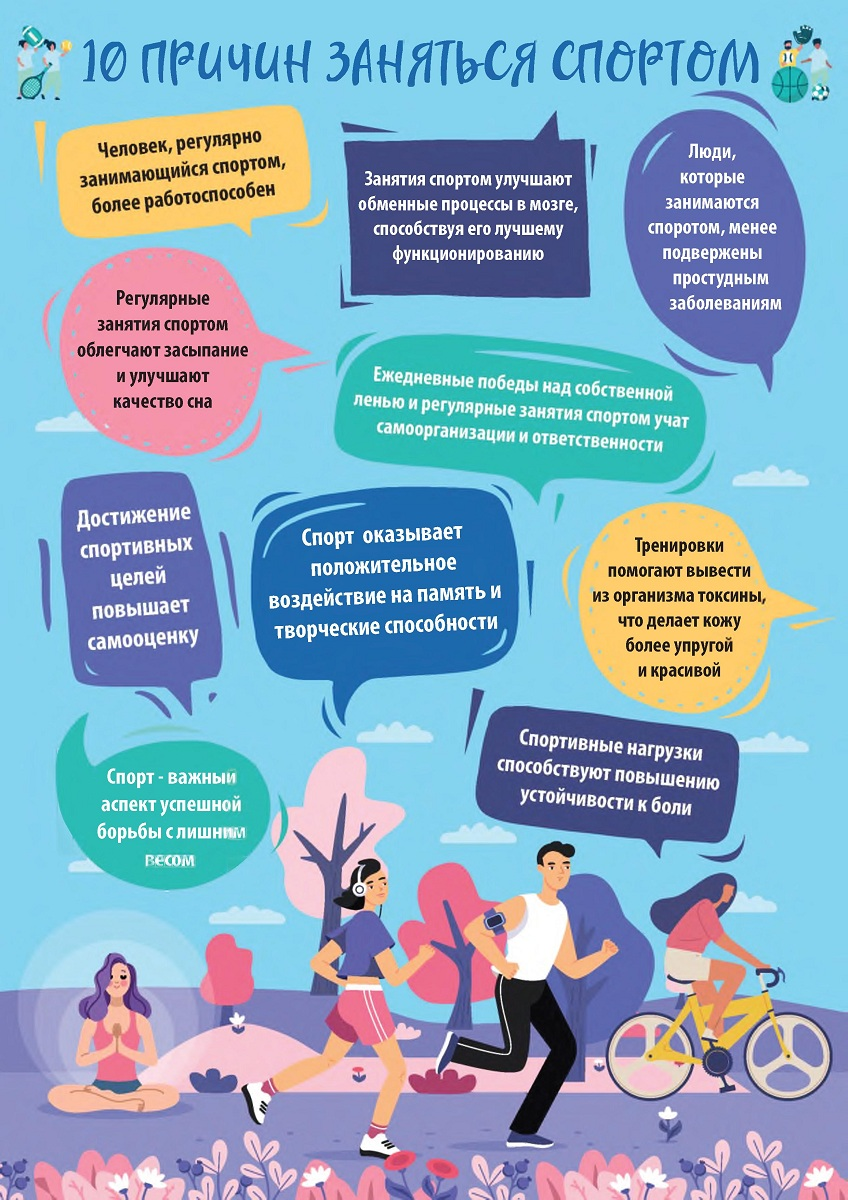 10 ПРИЧИН ЗАНЯТЬСЯ СПОРТОМ
Человек, регулярно
занимающийся спортом,
более работоспособен
Занятия спортом улучшают
обменные процессы в мозге,
способствуя его лучшему
функционированию
Люди,
которые
занимаются
споротом, менее
подвержены
простудным
заболеваниям
Регулярные
занятия спортом
облегчают засыпание
и улучшают
качество сна
Ежедневные победы над собственной
ленью и регулярные занятия спортом учат
самоорганизации и ответственности
Достижение
спортивных
целей
повышает
самооценку
Спорт оказывает
положительное
воздействие на память и
творческие способности
Тренировки
помогают вывести
из организма токсины,
что делает кожу
более упругой
и красивой
Спорт - важный
аспект успешной
борьбы с лишним
весом
Спортивные нагрузки
способствуют повышению
устойчивости к боли